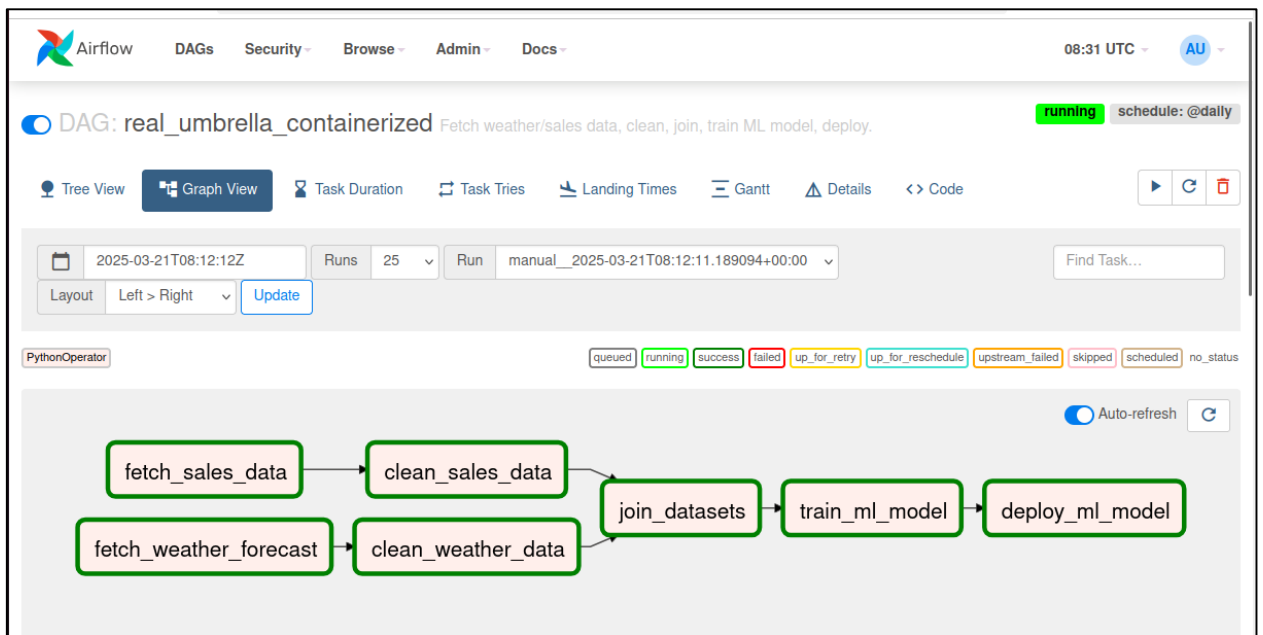 Airflow DAGs Security Browse Admin Docs 08:31 UTC AU
DAG: real_umbrella_containerized Fetch weather/sales data, clean, join, train ML model, deploy. running schedule: @daily
Tree View Graph View Task Duration Task Tries Landing Times Gantt Details <> Code
2025-03-21T08:12:12Z Runs 25 Run manual__2025-03-21T08:12:11.189094+00:00 Find Task...
Layout Left > Right Update
PythonOperator queued running success failed up_for_retry up_for_reschedule upstream_failed skipped scheduled no_status
Auto-refresh
fetch_sales_data clean_sales_data
join_datasets train_ml_model deploy_ml_model
fetch_weather_forecast clean_weather_data